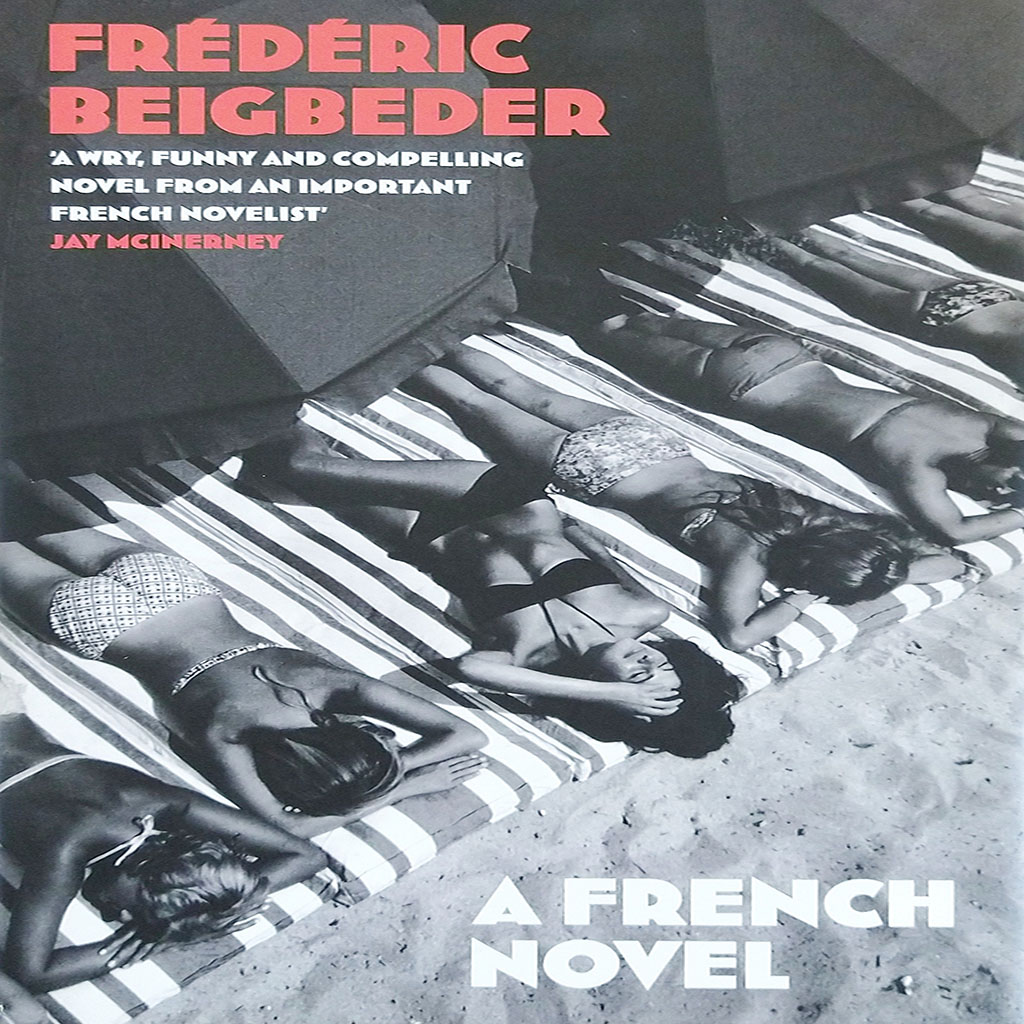 FRÉDÉRIC
BEIGBEDER
'A WRY, FUNNY AND COMPELLING
NOVEL FROM AN IMPORTANT
FRENCH NOVELIST'
JAY MCINERNEY
A FRENCH
NOVEL